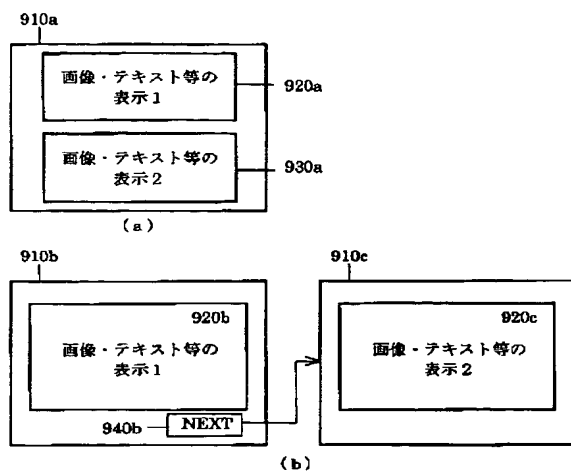 910a
画像・テキスト等の
表示1
920a
画像・テキスト等の
表示2
930a
(a)
910b
910c
920b
画像・テキスト等の
表示1
920c
画像・テキスト等の
表示2
940b
NEXT
(b)